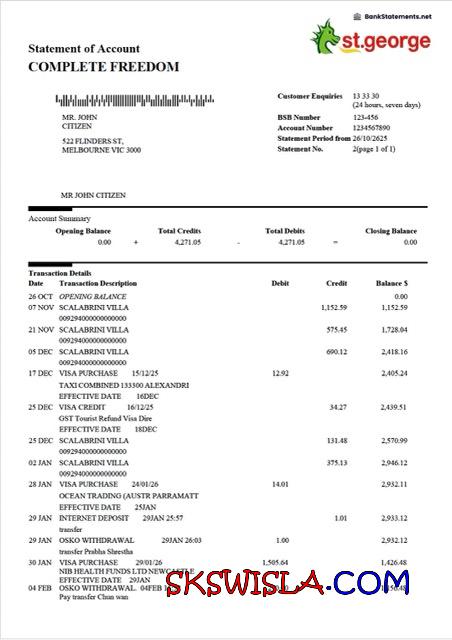 BankStatements.net
st.george
Statement of Account
COMPLETE FREEDOM
MR. JOHN
CITIZEN
522 FLINDERS ST,
MELBOURNE VIC 3000
Customer Enquiries 13 33 30
(24 hours, seven days)
BSB Number 123-456
Account Number 1234567890
Statement Period from 26/10/2625
Statement No. 2(page 1 of 1)
MR JOHN CITIZEN
Account Summary
Opening Balance Total Credits Total Debits Closing Balance
0.00 + 4,271.05 - 4,271.05 = 0.00
Transaction Details
Date Transaction Description Debit Credit Balance $
26 OCT OPENING BALANCE 0.00
07 NOV SCALABRINI VILLA 1,152.59 1,152.59
009294000000000000
21 NOV SCALABRINI VILLA 575.45 1,728.04
009294000000000000
05 DEC SCALABRINI VILLA 690.12 2,418.16
009294000000000000
17 DEC VISA PURCHASE 15/12/25 12.92 2,405.24
TAXI COMBINED 133300 ALEXANDRI
EFFECTIVE DATE 16DEC
25 DEC VISA CREDIT 16/12/25 34.27 2,439.51
GST Tourist Refund Visa Dire
EFFECTIVE DATE 18DEC
25 DEC SCALABRINI VILLA 131.48 2,570.99
009294000000000000
02 JAN SCALABRINI VILLA 375.13 2,946.12
009294000000000000
28 JAN VISA PURCHASE 24/01/26 14.01 2,932.11
OCEAN TRADING (AUSTR PARRAMATT
EFFECTIVE DATE 25JAN
29 JAN INTERNET DEPOSIT 29JAN 25:57 1.01 2,933.12
transfer
29 JAN OSKO WITHDRAWAL 29JAN 26:03 1.00 2,932.12
transfer Prabha Shrestha
30 JAN VISA PURCHASE 29/01/26 1,505.64 1,426.48
NIB HEALTH FUNDS LTD NEWCASTLE
EFFECTIVE DATE 29JAN
04 FEB OSKO WITHDRAWAL. 04FEB
Pay transfer Chun wan
SKSWISLA.COM